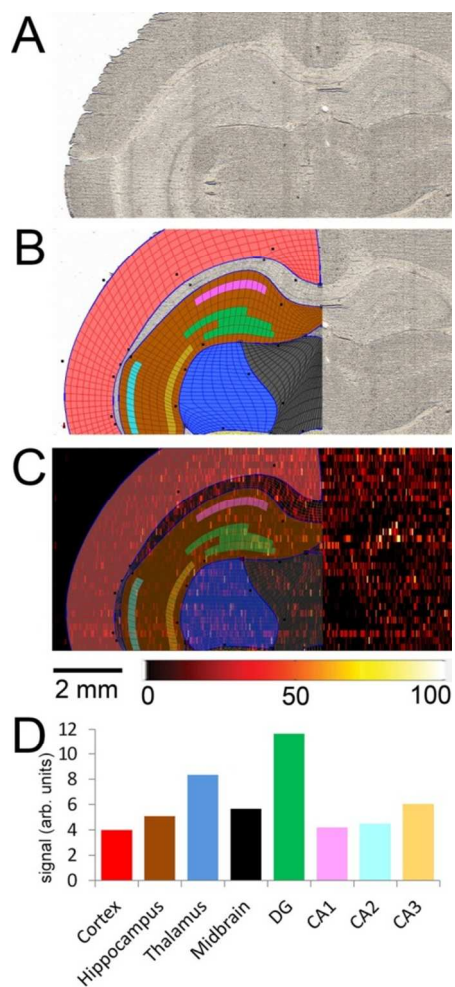 A
B
C
2 mm
0 50 100
D
signal (arb. units)
12
10
8
6
4
2
0
Cortex
Hippocampus
Thalamus
Midbrain
DG
CA1
CA2
CA3